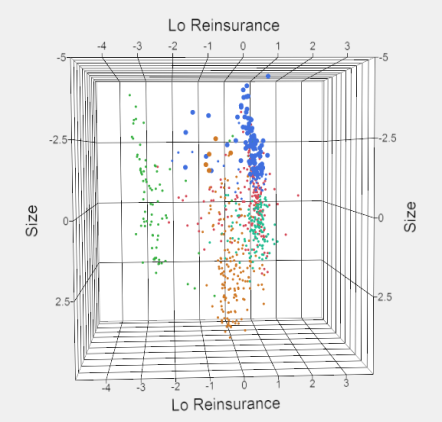 Lo Reinsurance
-4 -3 -2 -1 0 1 2 3
-5 -5
-2.5 -2.5
Size 0 0 Size
2.5 2.5
-4 -3 -2 -1 0 1 2 3
Lo Reinsurance